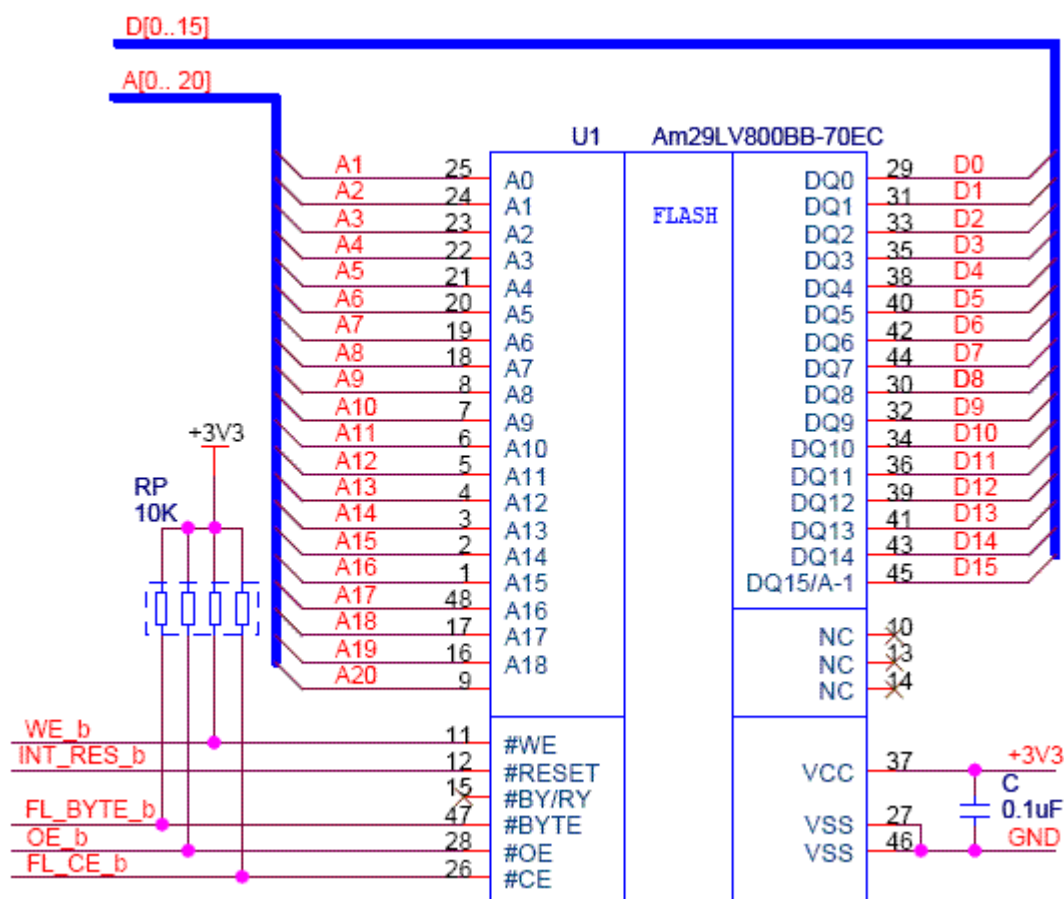 D[0..15]
A[0.. 20]
U1 Am29LV800BB-70EC
FLASH
A1 25 A0 DQ0 29 D0
A2 24 A1 DQ1 31 D1
A3 23 A2 DQ2 33 D2
A4 22 A3 DQ3 35 D3
A5 21 A4 DQ4 38 D4
A6 20 A5 DQ5 40 D5
A7 19 A6 DQ6 42 D6
A8 18 A7 DQ7 44 D7
A9 8 A8 DQ8 30 D8
A10 7 A9 DQ9 32 D9
A11 6 A10 DQ10 34 D10
A12 5 A11 DQ11 36 D11
A13 4 A12 DQ12 39 D12
A14 3 A13 DQ13 41 D13
A15 2 A14 DQ14 43 D14
A16 1 A15 DQ15/A-1 45 D15
A17 48 A16
A18 17 A17 NC 10
A19 16 A18 NC 13
A20 9 NC 14
+3V3
RP
10K
WE_b 11 #WE
INT_RES_b 12 #RESET VCC 37 +3V3
15 #BY/RY
C
0.1uF
FL_BYTE_b 47 #BYTE VSS 27
OE_b 28 #OE VSS 46 GND
FL_CE_b 26 #CE